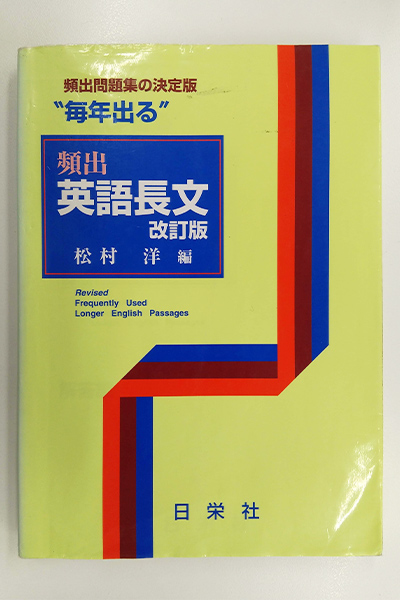 頻出問題集の決定版
“毎年出る”
頻出
英語長文
改訂版
松村 洋 編
Revised
Frequently Used
Longer English Passages
日栄社